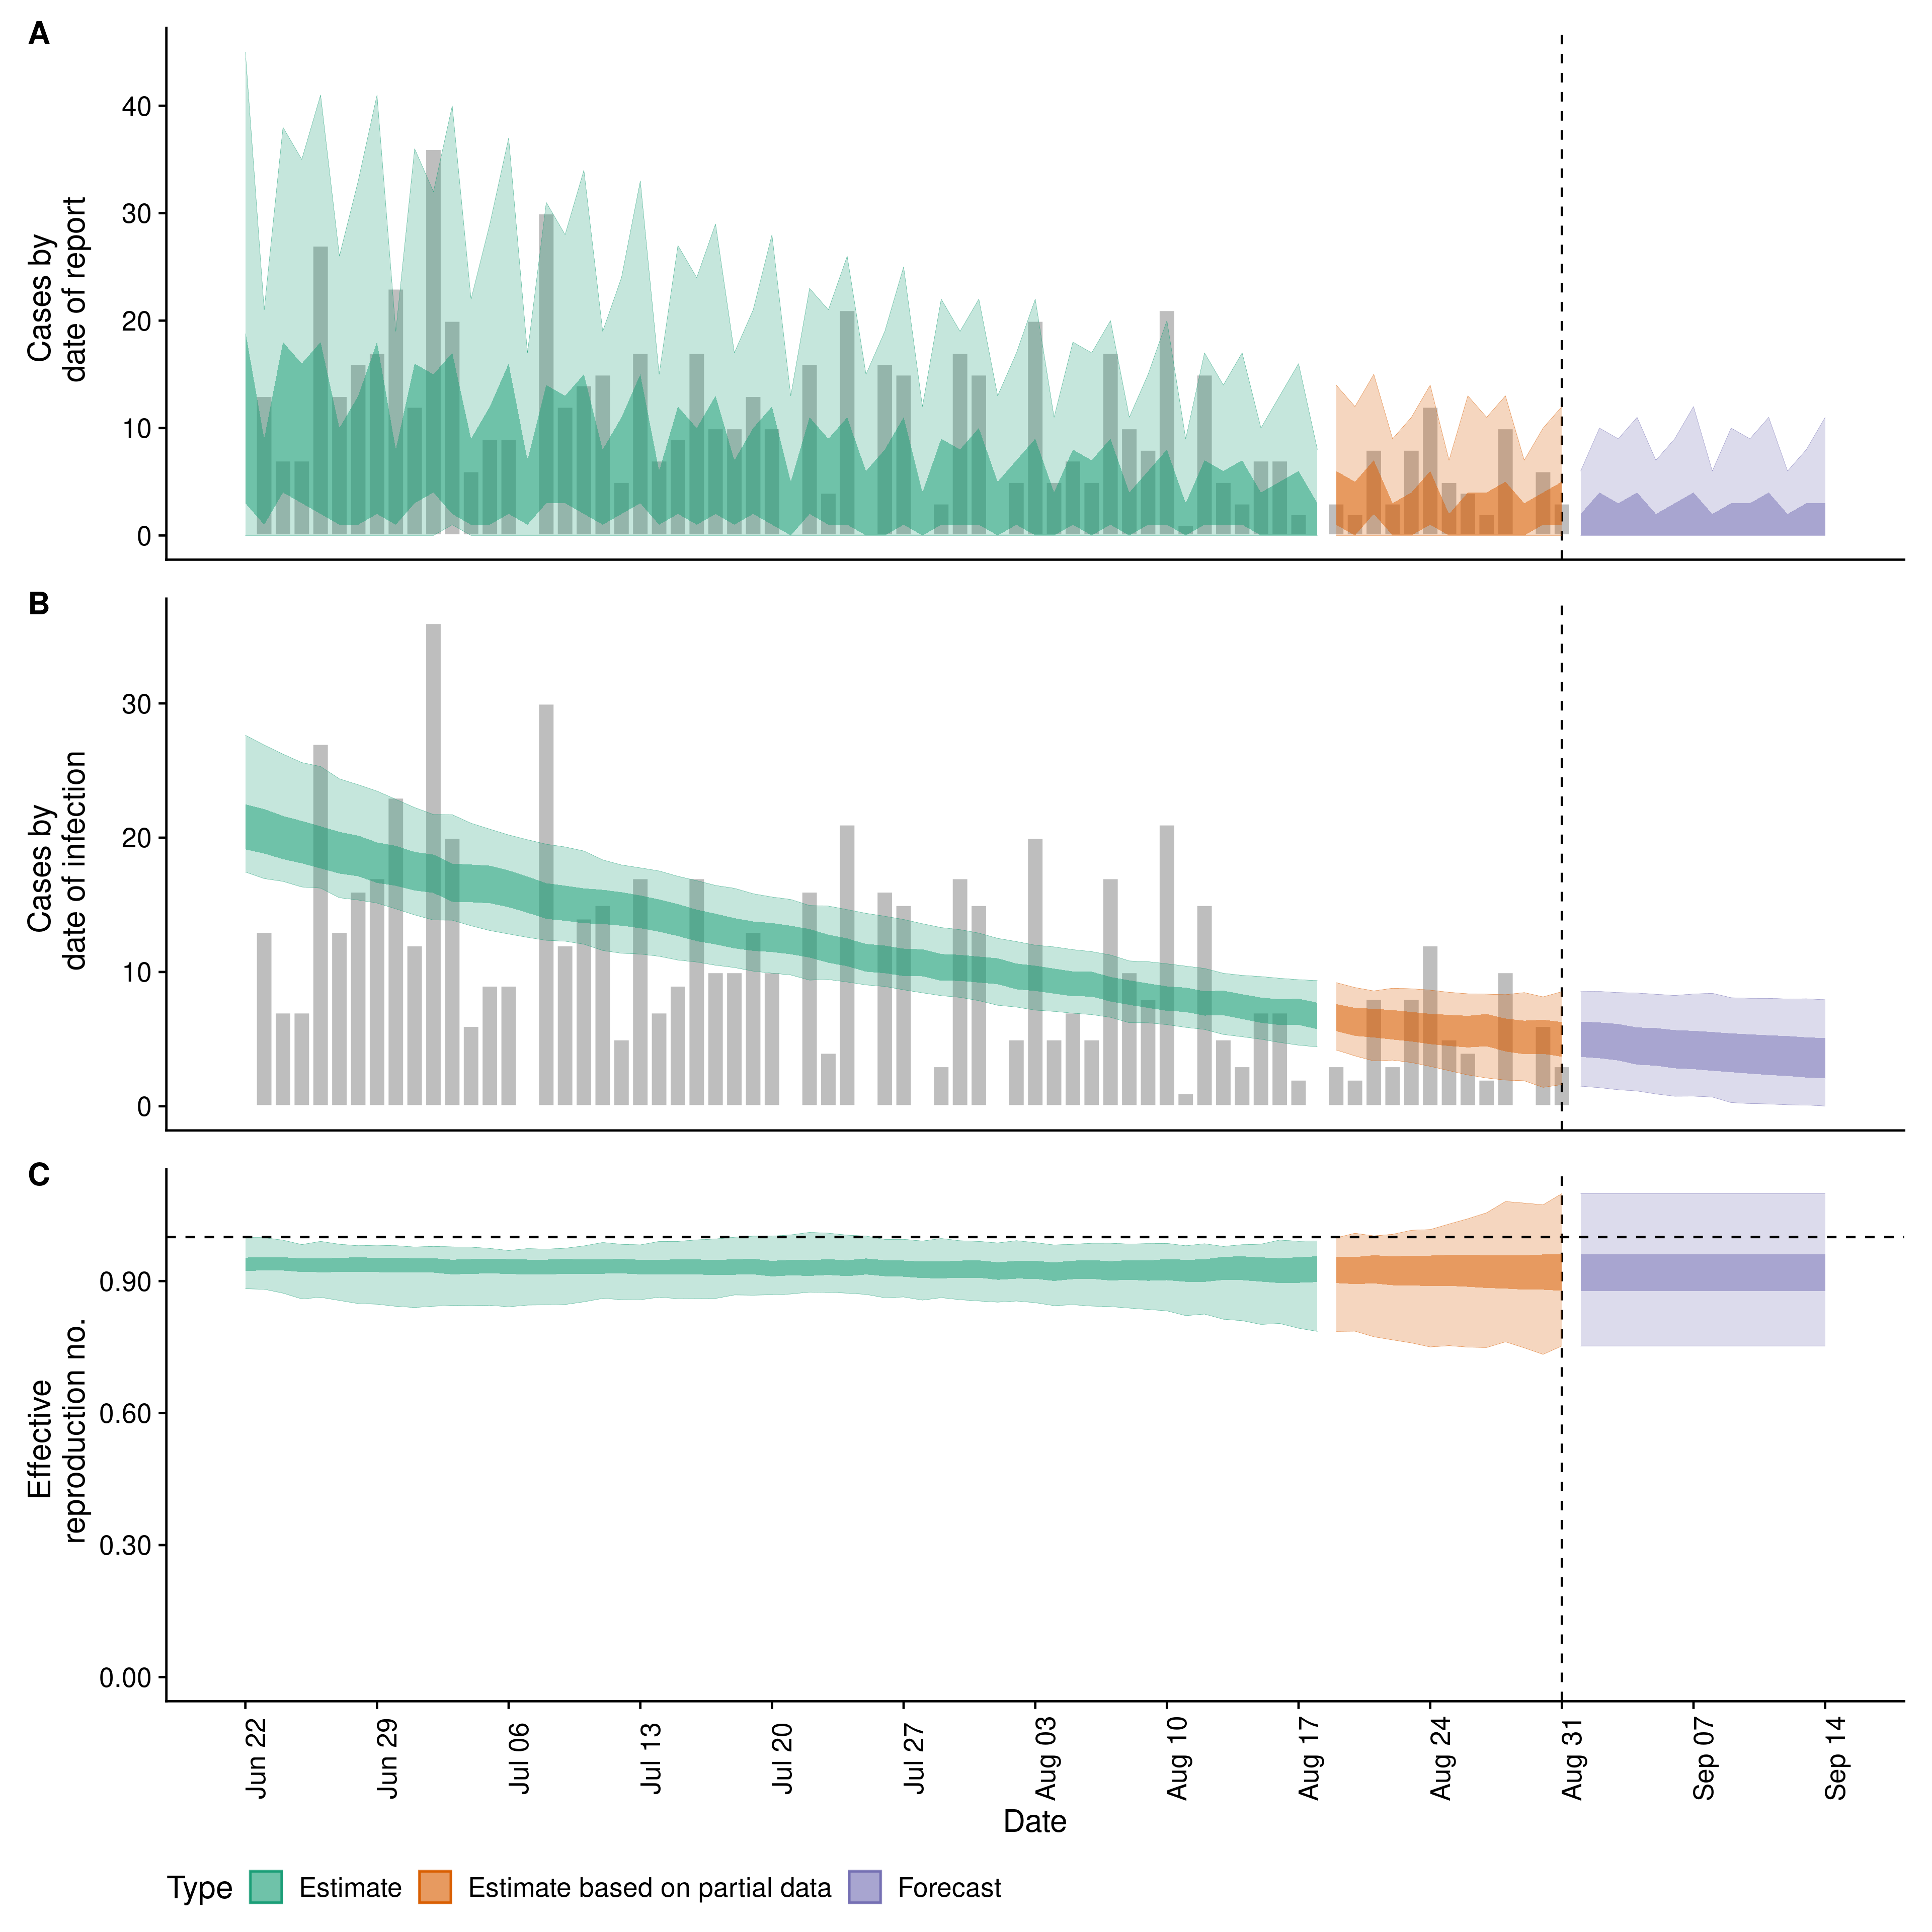 A
Cases by
date of report
40
30
20
10
0
B
Cases by
date of infection
30
20
10
0
C
Effective
reproduction no.
0.90
0.60
0.30
0.00
Jun 22
Jun 29
Jul 06
Jul 13
Jul 20
Jul 27
Aug 03
Aug 10
Aug 17
Aug 24
Aug 31
Sep 07
Sep 14
Date
Type Estimate Estimate based on partial data Forecast